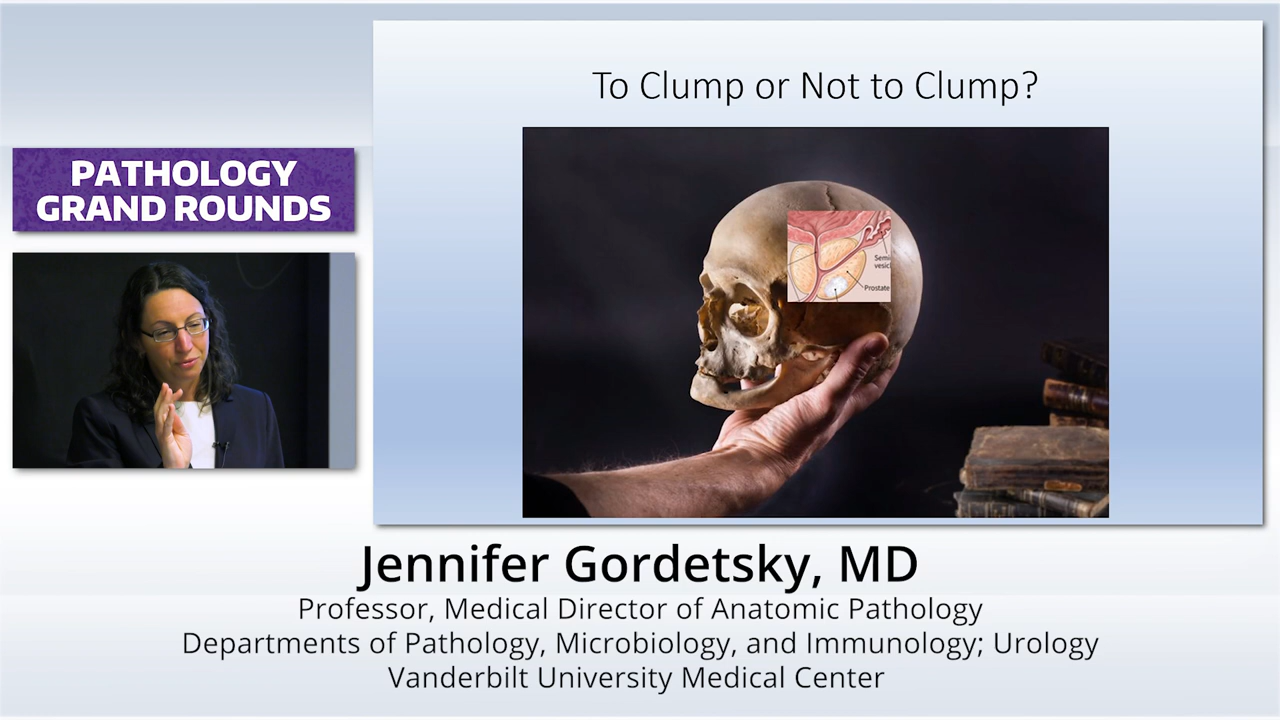 PATHOLOGY
GRAND ROUNDS
To Clump or Not to Clump?
Prostate
Jennifer Gordetsky, MD
Professor, Medical Director of Anatomic Pathology
Departments of Pathology, Microbiology, and Immunology; Urology
Vanderbilt University Medical Center